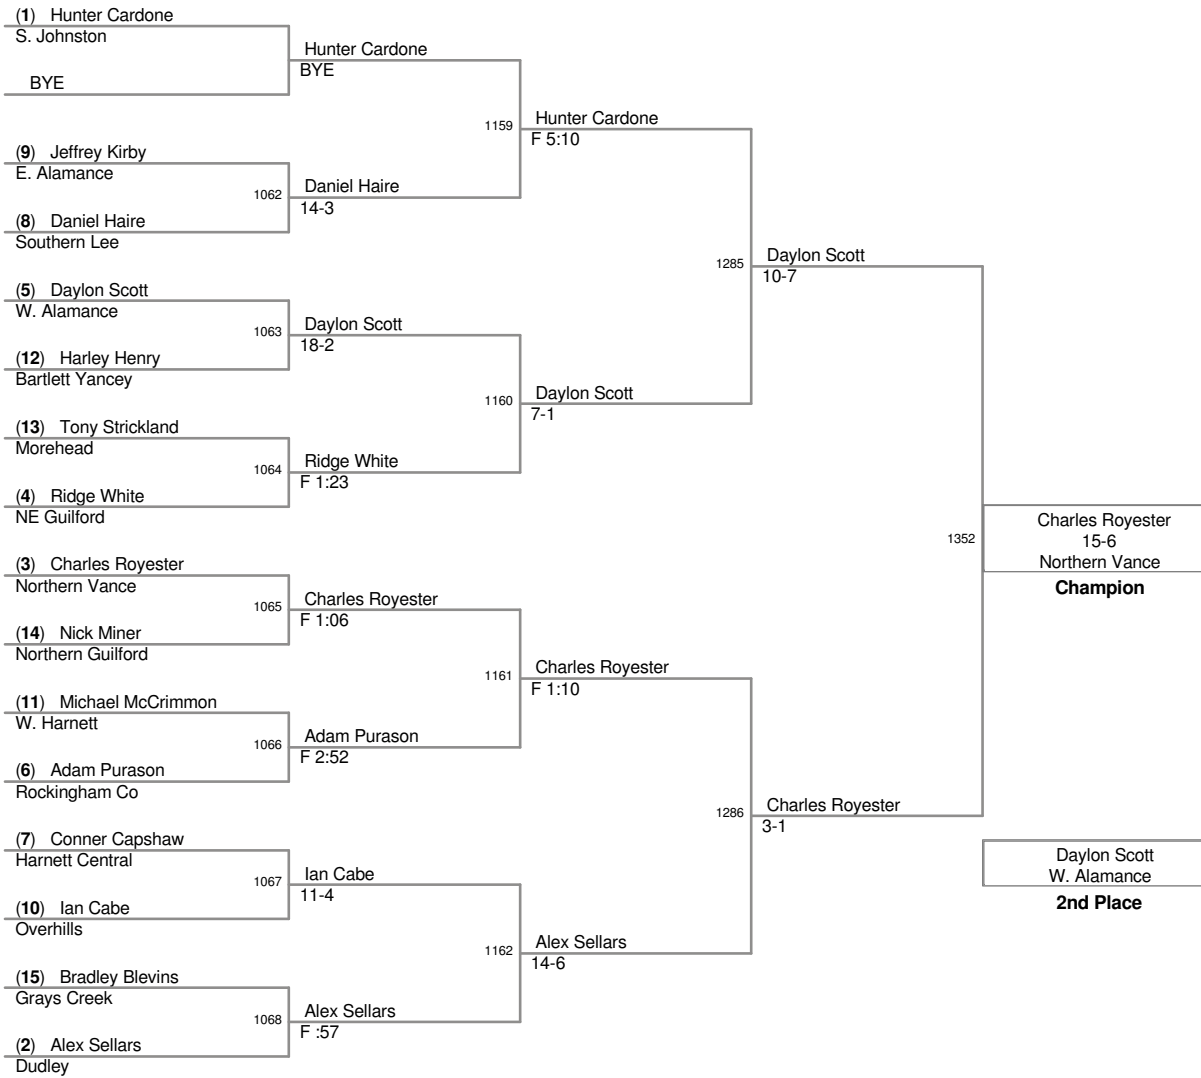 (1) Hunter Cardone
S. Johnston
BYE
(9) Jeffrey Kirby
E. Alamance
(8) Daniel Haire
Southern Lee
(5) Daylon Scott
W. Alamance
(12) Harley Henry
Bartlett Yancey
(13) Tony Strickland
Morehead
(4) Ridge White
NE Guilford
(3) Charles Royester
Northern Vance
(14) Nick Miner
Northern Guilford
(11) Michael McCrimmon
W. Harnett
(6) Adam Purason
Rockingham Co
(7) Conner Capshaw
Harnett Central
(10) Ian Cabe
Overhills
(15) Bradley Blevins
Grays Creek
(2) Alex Sellars
Dudley
Hunter Cardone
BYE
1062
Daniel Haire
14-3
1063
Daylon Scott
18-2
1064
Ridge White
F 1:23
1065
Charles Royester
F 1:06
1066
Adam Purason
F 2:52
1067
Ian Cabe
11-4
1068
Alex Sellars
F :57
1159
Hunter Cardone
F 5:10
1160
Daylon Scott
7-1
1161
Charles Royester
F 1:10
1162
Alex Sellars
14-6
1285
Daylon Scott
10-7
1286
Charles Royester
3-1
1352
Charles Royester
15-6
Northern Vance
Champion
Daylon Scott
W. Alamance
2nd Place